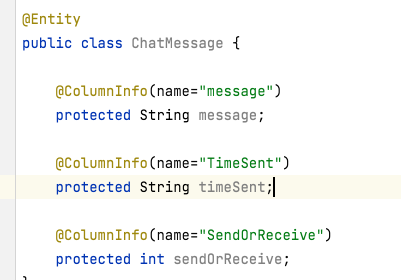 @Entity
public class ChatMessage {
@ColumnInfo(name="message")
protected String message;
@ColumnInfo(name="TimeSent")
protected String timeSent;
@ColumnInfo(name="SendOrReceive")
protected int sendOrReceive;